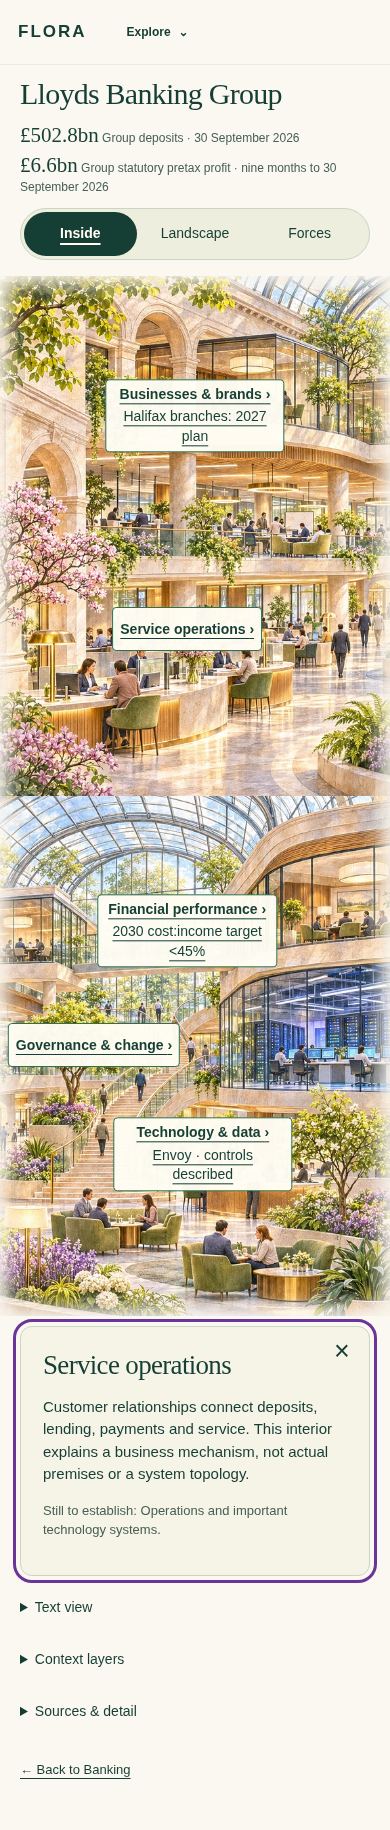 FLORA
Explore ⌄
Lloyds Banking Group
£502.8bn Group deposits · 30 September 2026
£6.6bn Group statutory pretax profit · nine months to 30
September 2026
Inside
Landscape
Forces
Businesses & brands ›
Halifax branches: 2027
plan
Service operations ›
Financial performance ›
2030 cost:income target
<45%
Governance & change ›
Technology & data ›
Envoy · controls
described
✕
Service operations
Customer relationships connect deposits,
lending, payments and service. This interior
explains a business mechanism, not actual
premises or a system topology.
Still to establish: Operations and important
technology systems.
▶ Text view
▶ Context layers
▶ Sources & detail
← Back to Banking